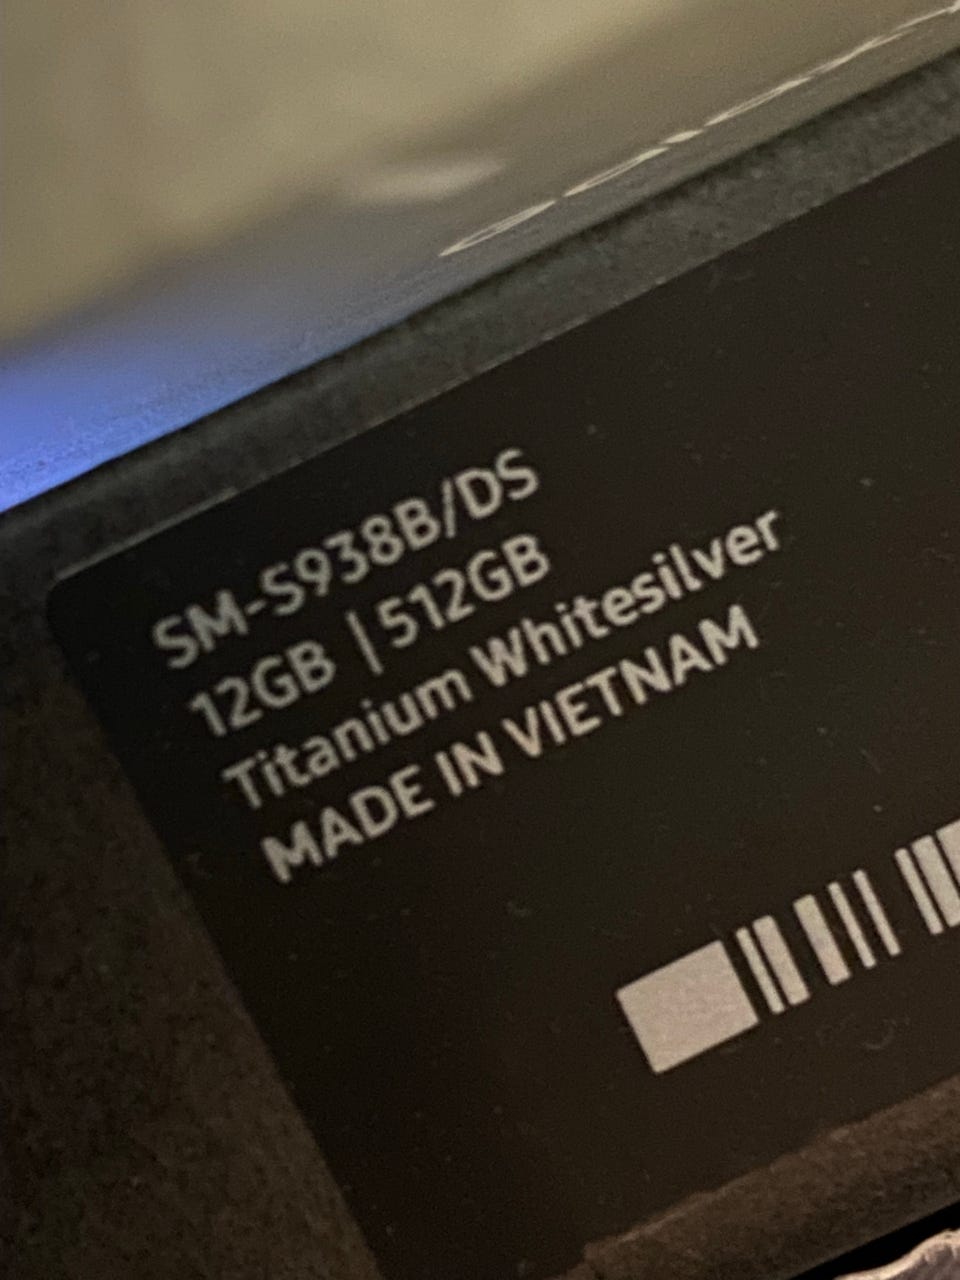 SM-S938B/DS
12GB | 512GB
Titanium Whitesilver
MADE IN VIETNAM